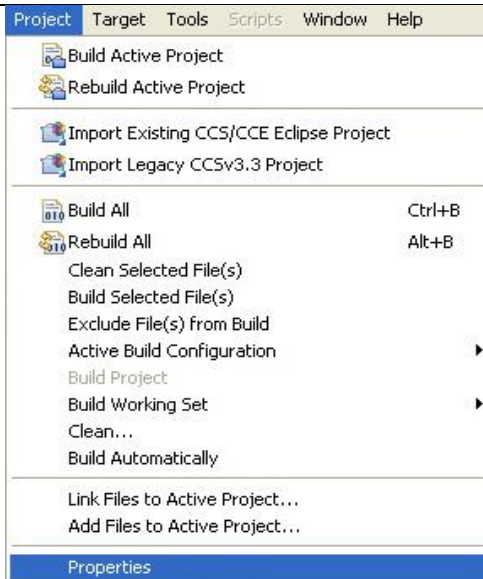 Project Target Tools Scripts Window Help
Build Active Project
Rebuild Active Project
Import Existing CCS/CCE Eclipse Project
Import Legacy CCSv3.3 Project
010 Build All Ctrl+B
010 Rebuild All Alt+B
Clean Selected File(s)
Build Selected File(s)
Exclude File(s) from Build
Active Build Configuration
Build Project
Build Working Set
Clean...
Build Automatically
Link Files to Active Project...
Add Files to Active Project...
Properties